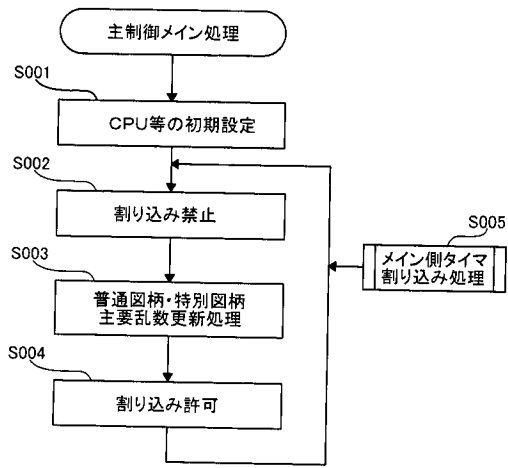 主制御メイン処理
S001
CPU等の初期設定
S002
割り込み禁止
S005
メイン側タイマ
割り込み処理
S003
普通図柄・特別図柄
主要乱数更新処理
S004
割り込み許可